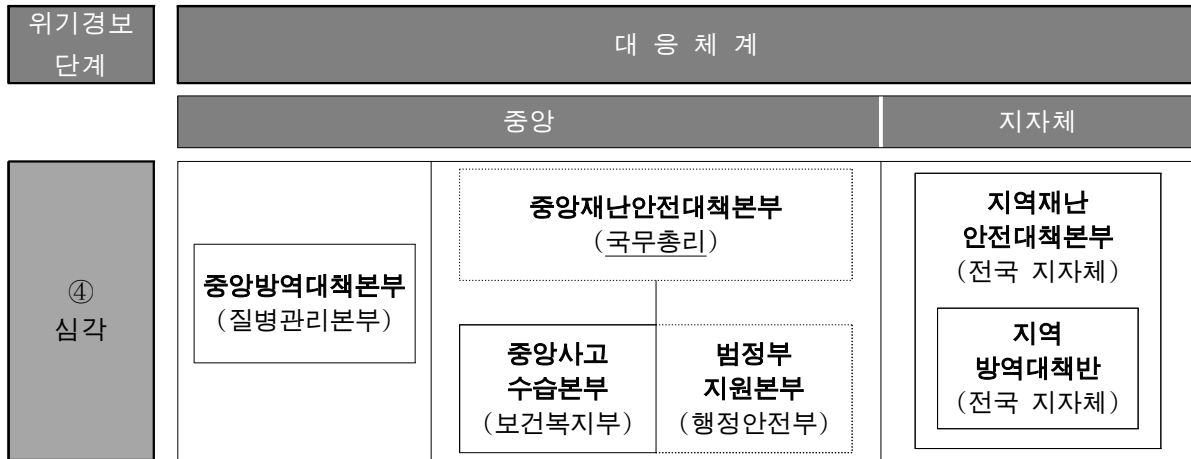 위기경보
단계
대 응 체 계
중앙
지자체
④
심각
중앙방역대책본부
(질병관리본부)
중앙재난안전대책본부
(국무총리)
중앙사고
수습본부
(보건복지부)
범정부
지원본부
(행정안전부)
지역재난
안전대책본부
(전국 지자체)
지역
방역대책반
(전국 지자체)